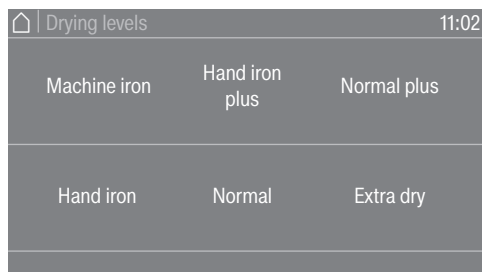 Drying levels 11:02
Machine iron Hand iron plus Normal plus
Hand iron Normal Extra dry